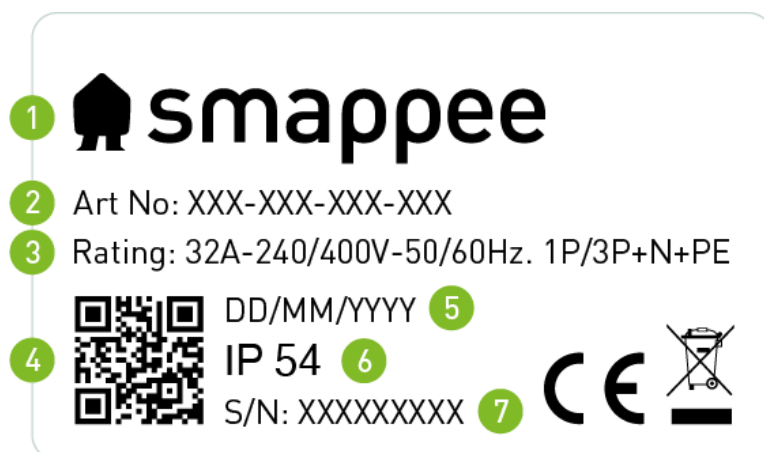 1 smappee
2 Art No: XXX-XXX-XXX-XXX
3 Rating: 32A-240/400V-50/60Hz. 1P/3P+N+PE
DD/MM/YYYY 5
4 IP 54 6
S/N: XXXXXXXXX 7
CE